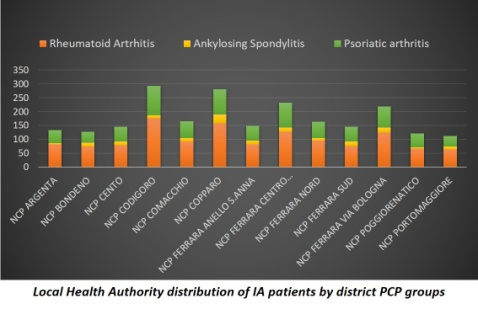 Rheumatoid Artrhitis Ankylosing Spondylitis Psoriatic arthritis
350
300
250
200
150
100
50
0
NCP ARGENTA
NCP BONDENO
NCP CENTO
NCP CODIGORO
NCP COMACCHIO
NCP COPPARO
NCP FERRARA ANELLO S.ANNA
NCP FERRARA CENTRO...
NCP FERRARA NORD
NCP FERRARA SUD
NCP FERRARA VIA BOLOGNA
NCP POGGIORENATICO
NCP PORTOMAGGIORE
Local Health Authority distribution of IA patients by district PCP groups